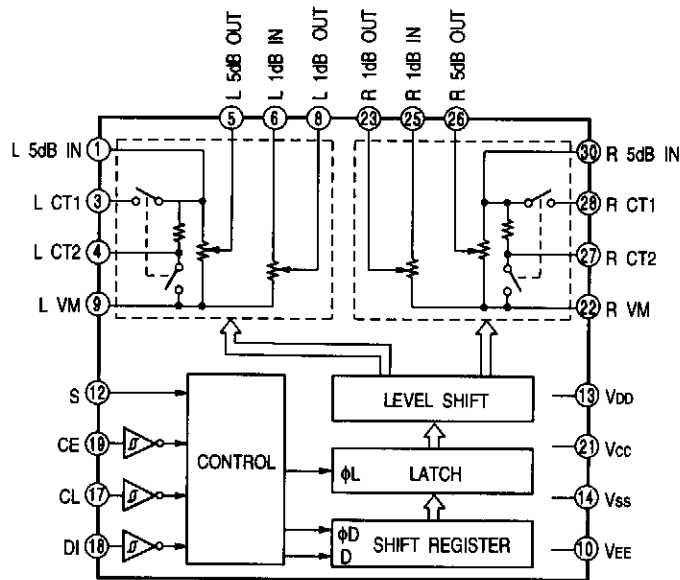 L 5dB OUT
L 1dB IN
L 1dB OUT
R 1dB OUT
R 1dB IN
R 5dB OUT
5
6
8
23
25
26
L 5dB IN 1
30 R 5dB IN
L CT1 3
28 R CT1
L CT2 4
27 R CT2
L VM 9
22 R VM
S 12
LEVEL SHIFT
13 VDD
CE 19
CONTROL
21 VCC
CL 17
ϕL LATCH
14 VSS
DI 18
ϕD
D SHIFT REGISTER
10 VEE